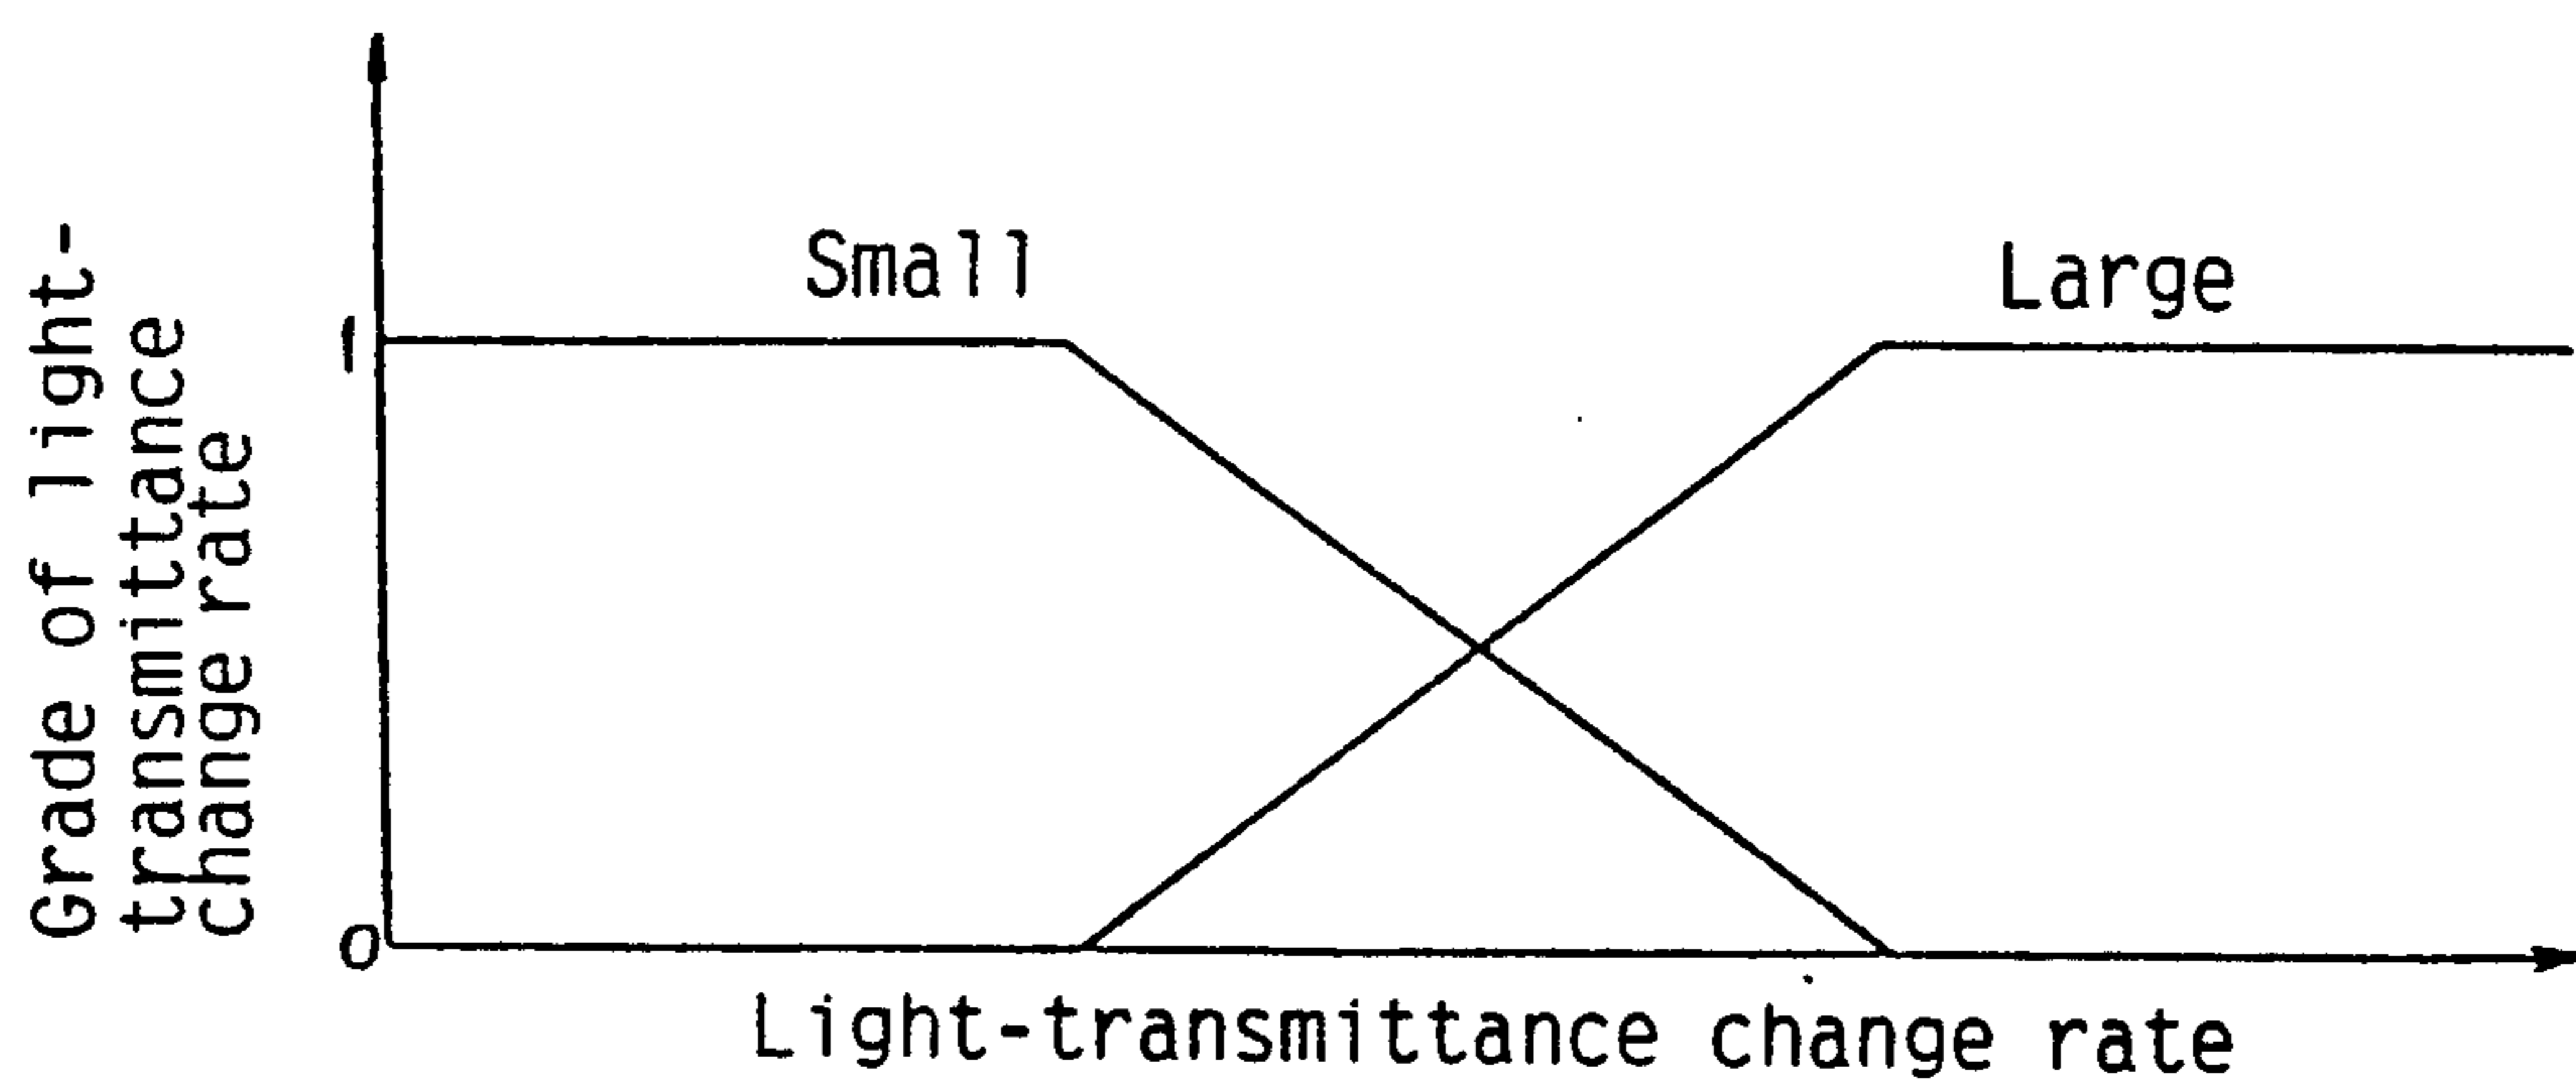 Grade of light-
transmittance
change rate
Small
Large
1
0
Light-transmittance change rate